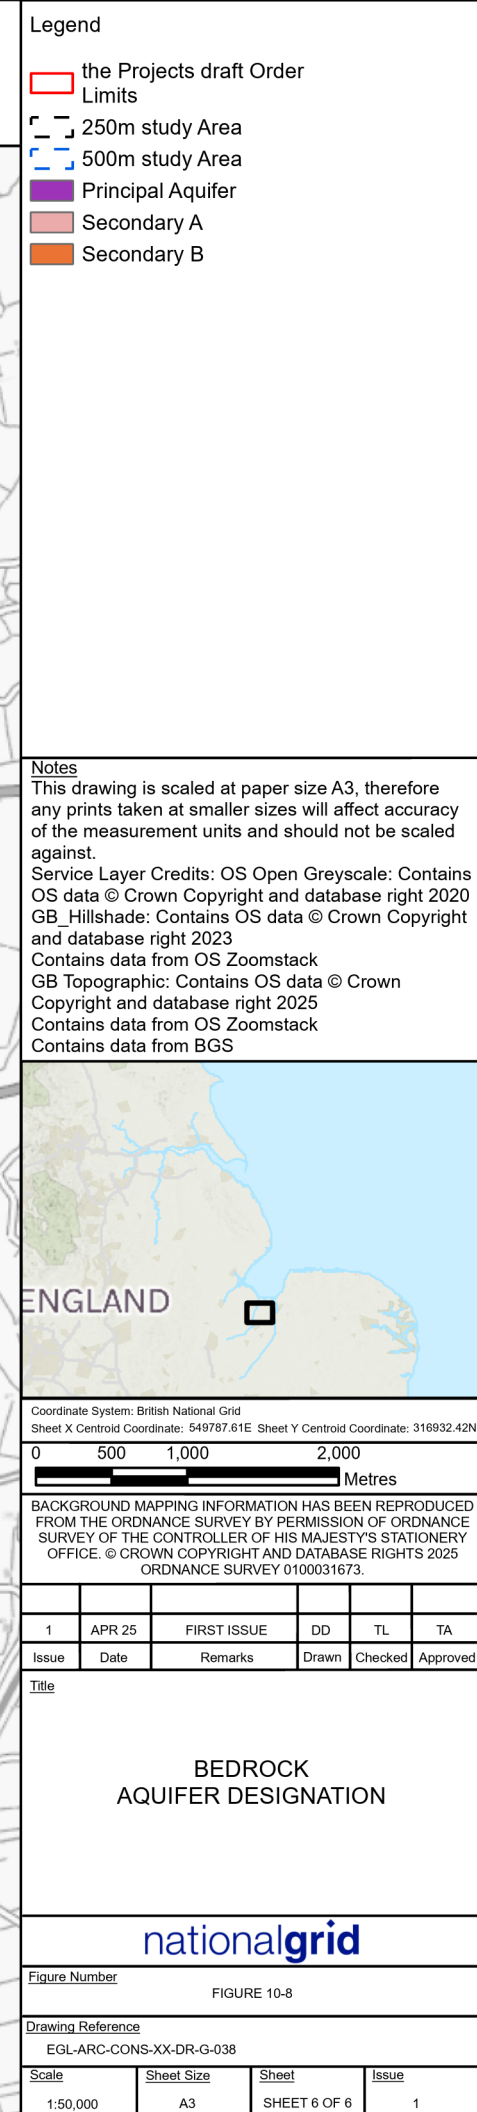 Legend
the Projects draft Order
Limits
250m study Area
500m study Area
Principal Aquifer
Secondary A
Secondary B
Notes
This drawing is scaled at paper size A3, therefore
any prints taken at smaller sizes will affect accuracy
of the measurement units and should not be scaled
against.
Service Layer Credits: OS Open Greyscale: Contains
OS data © Crown Copyright and database right 2020
GB_Hillshade: Contains OS data © Crown Copyright
and database right 2023
Contains data from OS Zoomstack
GB Topographic: Contains OS data © Crown
Copyright and database right 2025
Contains data from OS Zoomstack
Contains data from BGS
ENGLAND
Coordinate System: British National Grid
Sheet X Centroid Coordinate: 549787.61E Sheet Y Centroid Coordinate: 316932.42N
0 500 1,000 2,000
Metres
BACKGROUND MAPPING INFORMATION HAS BEEN REPRODUCED
FROM THE ORDNANCE SURVEY BY PERMISSION OF ORDNANCE
SURVEY OF THE CONTROLLER OF HIS MAJESTY'S STATIONERY
OFFICE. © CROWN COPYRIGHT AND DATABASE RIGHTS 2025
ORDNANCE SURVEY 0100031673.
1 APR 25 FIRST ISSUE DD TL TA
Issue Date Remarks Drawn Checked Approved
Title
BEDROCK
AQUIFER DESIGNATION
nationalgrid
Figure Number
FIGURE 10-8
Drawing Reference
EGL-ARC-CONS-XX-DR-G-038
Scale Sheet Size Sheet Issue
1:50,000 A3 SHEET 6 OF 6 1